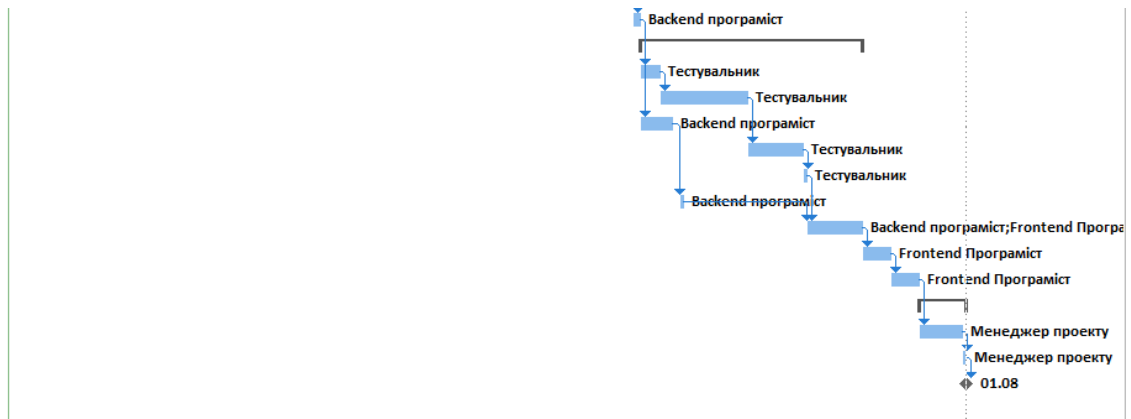 Backend програміст
Тестувальник
Тестувальник
Backend програміст
Тестувальник
Тестувальник
Backend програміст
Backend програміст;Frontend Програ
Frontend Програміст
Frontend Програміст
Менеджер проекту
Менеджер проекту
01.08